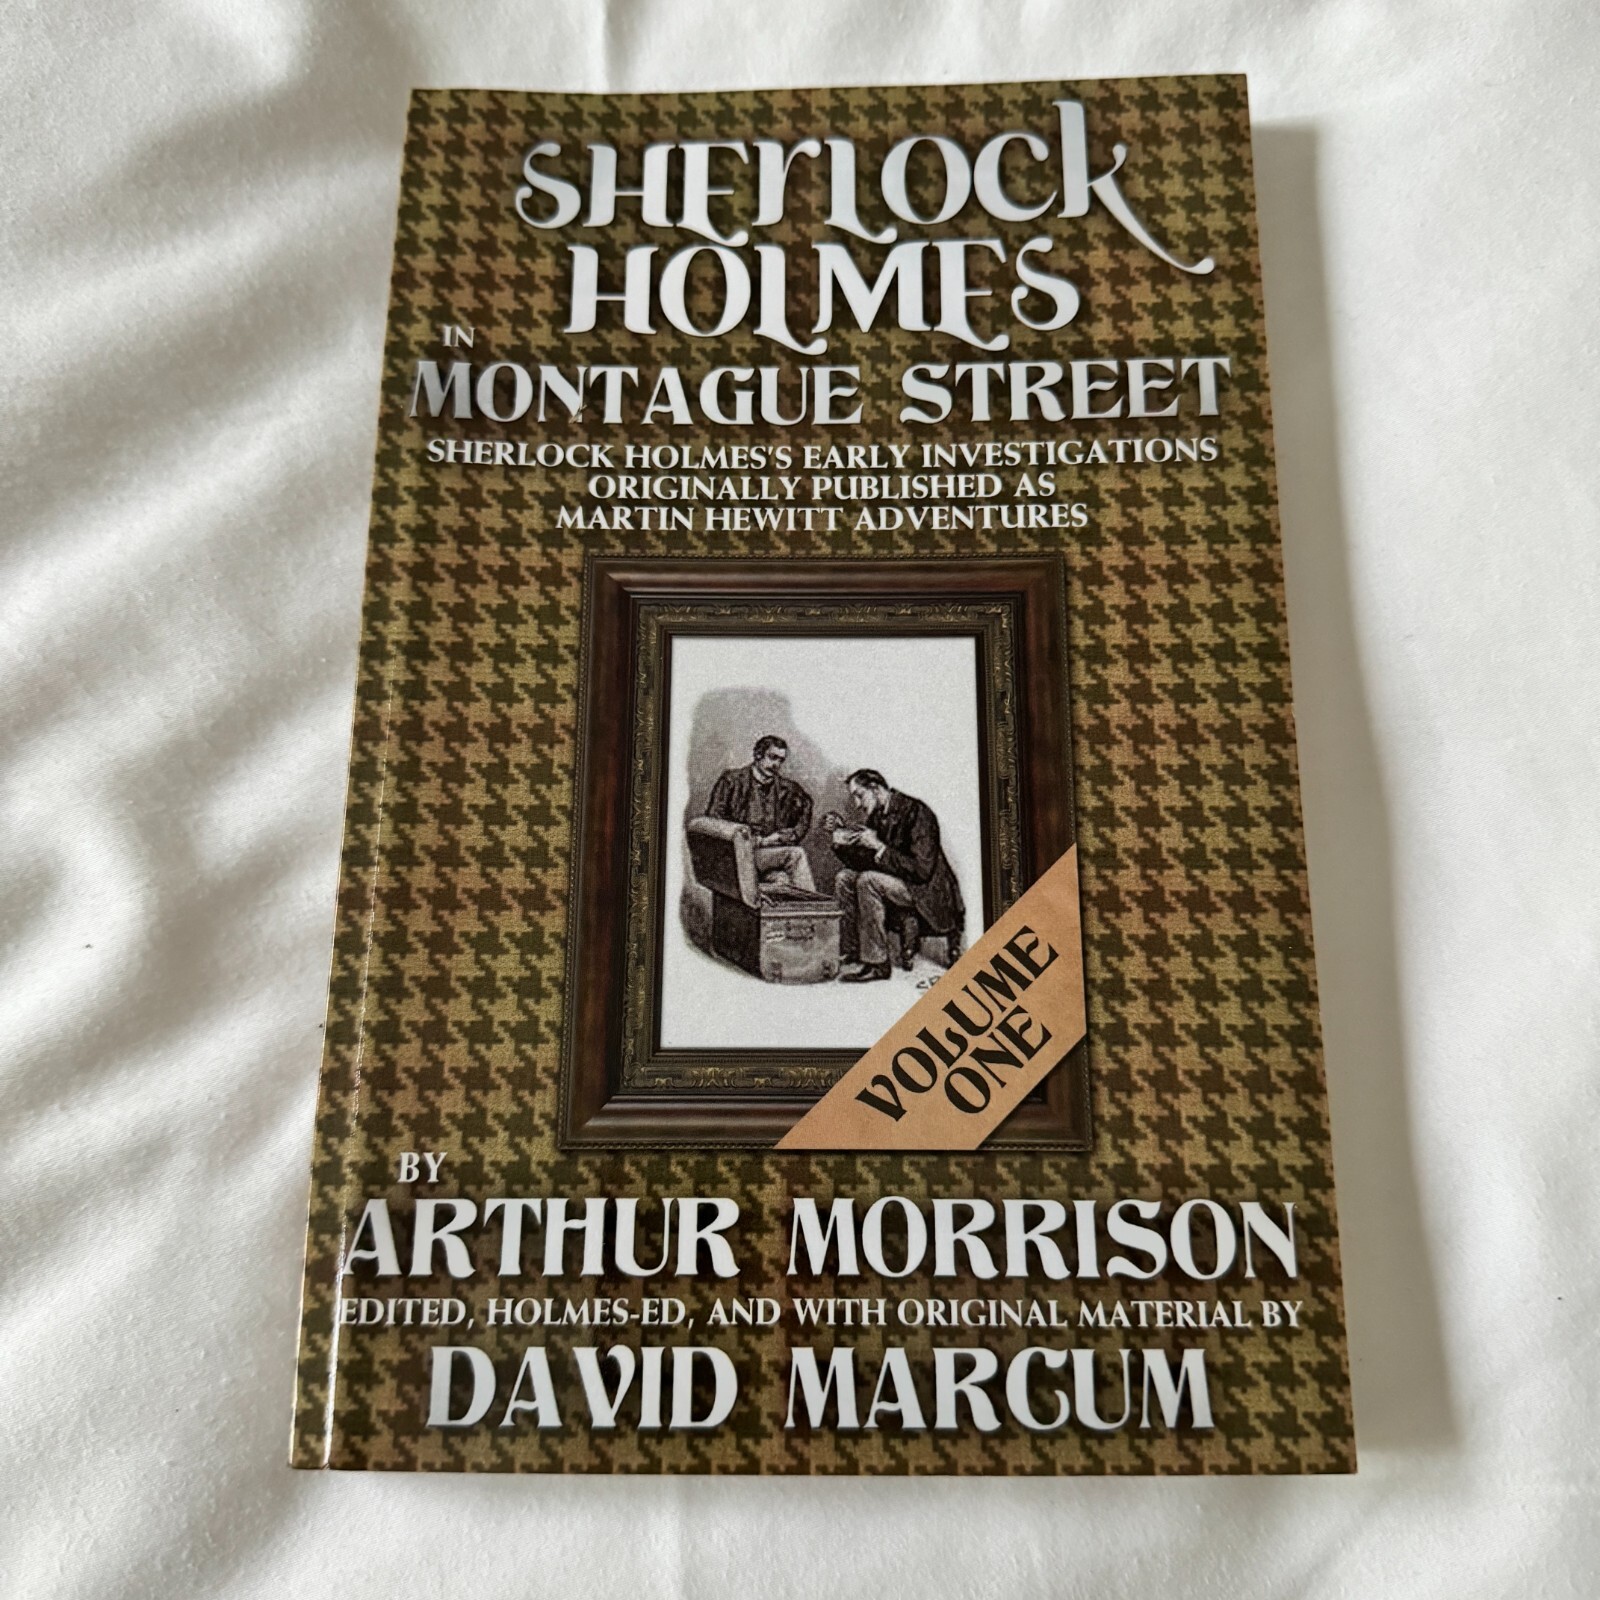 SHERLOCK
HOLMES
IN
MONTAGUE STREET
SHERLOCK HOLMES'S EARLY INVESTIGATIONS
ORIGINALLY PUBLISHED AS
MARTIN HEWITT ADVENTURES
VOLUME
ONE
BY
ARTHUR MORRISON
EDITED, HOLMES-ED, AND WITH ORIGINAL MATERIAL BY
DAVID MARCUM